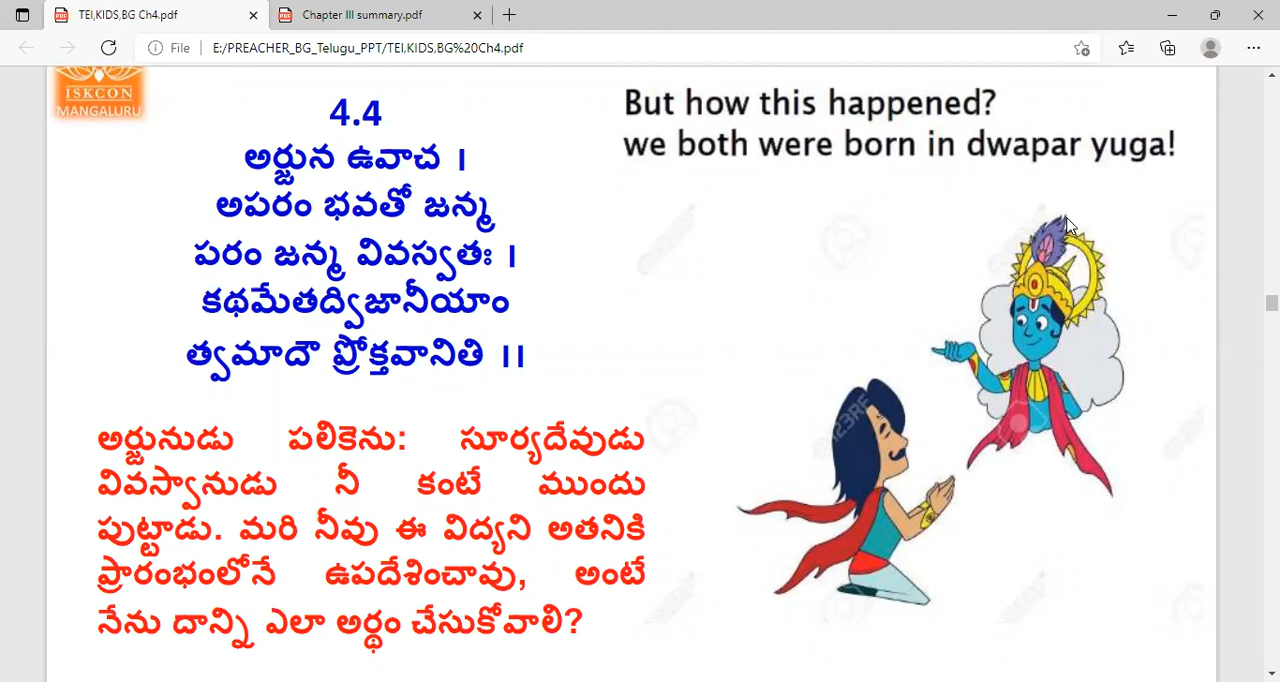 TEI,KIDS,BG Ch4.pdf
Chapter III summary.pdf
File
E:/PREACHER_BG_Telugu_PPT/TEI,KIDS,BG%20Ch4.pdf
ISKCON
MANGALURU
4.4
అర్జున ఉవాచ ।
అపరం భవతో జన్మ
పరం జన్మ వివస్వతః ।
కథమేతద్విజానీయాం
త్వమాదౌ ప్రోక్తవానితి ।।
అర్జునుడు పలికెను: సూర్యదేవుడు
వివస్వానుడు నీ కంటే ముందు
పుట్టాడు. మరి నీవు ఈ విద్యని అతనికి
ప్రారంభంలోనే ఉపదేశించావు, అంటే
నేను దాన్ని ఎలా అర్థం చేసుకోవాలి?
But how this happened?
we both were born in dwapar yuga!